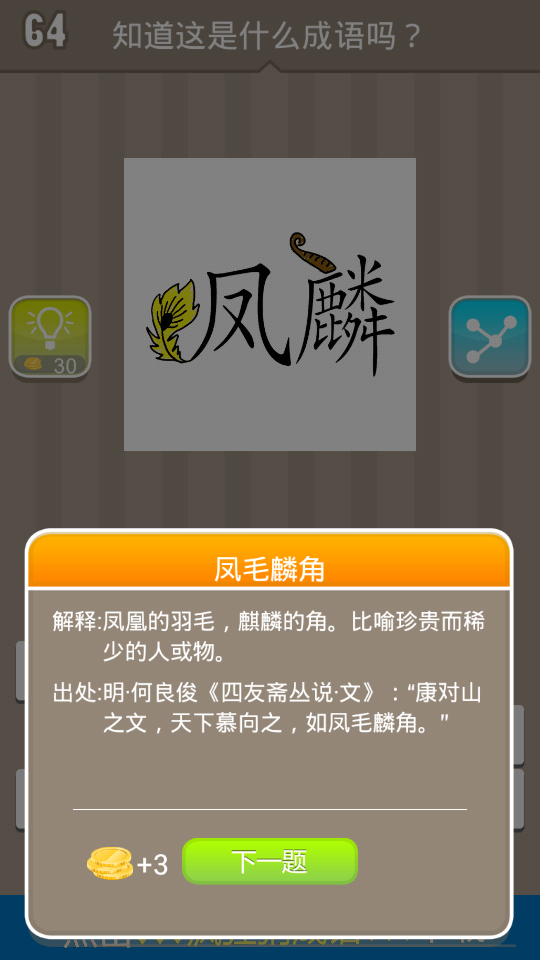 64
知道这是什么成语吗？
凤麟
30
凤毛麟角
解释:凤凰的羽毛，麒麟的角。比喻珍贵而稀
少的人或物。
出处:明·何良俊《四友斋丛说·文》：“康对山
之文，天下慕向之，如凤毛麟角。”
+3
下一题